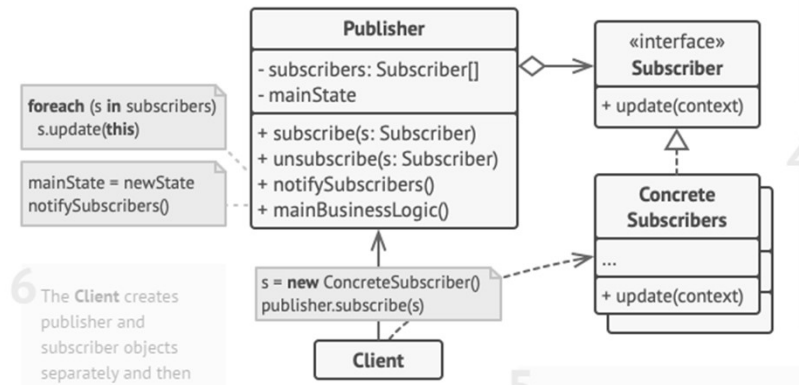 Publisher
- subscribers: Subscriber[]
- mainState
+ subscribe(s: Subscriber)
+ unsubscribe(s: Subscriber)
+ notifySubscribers()
+ mainBusinessLogic()
«interface»
Subscriber
+ update(context)
foreach (s in subscribers)
s.update(this)
mainState = newState
notifySubscribers()
Concrete
Subscribers
...
+ update(context)
s = new ConcreteSubscriber()
publisher.subscribe(s)
Client
6
The Client creates
publisher and
subscriber objects
separately and then